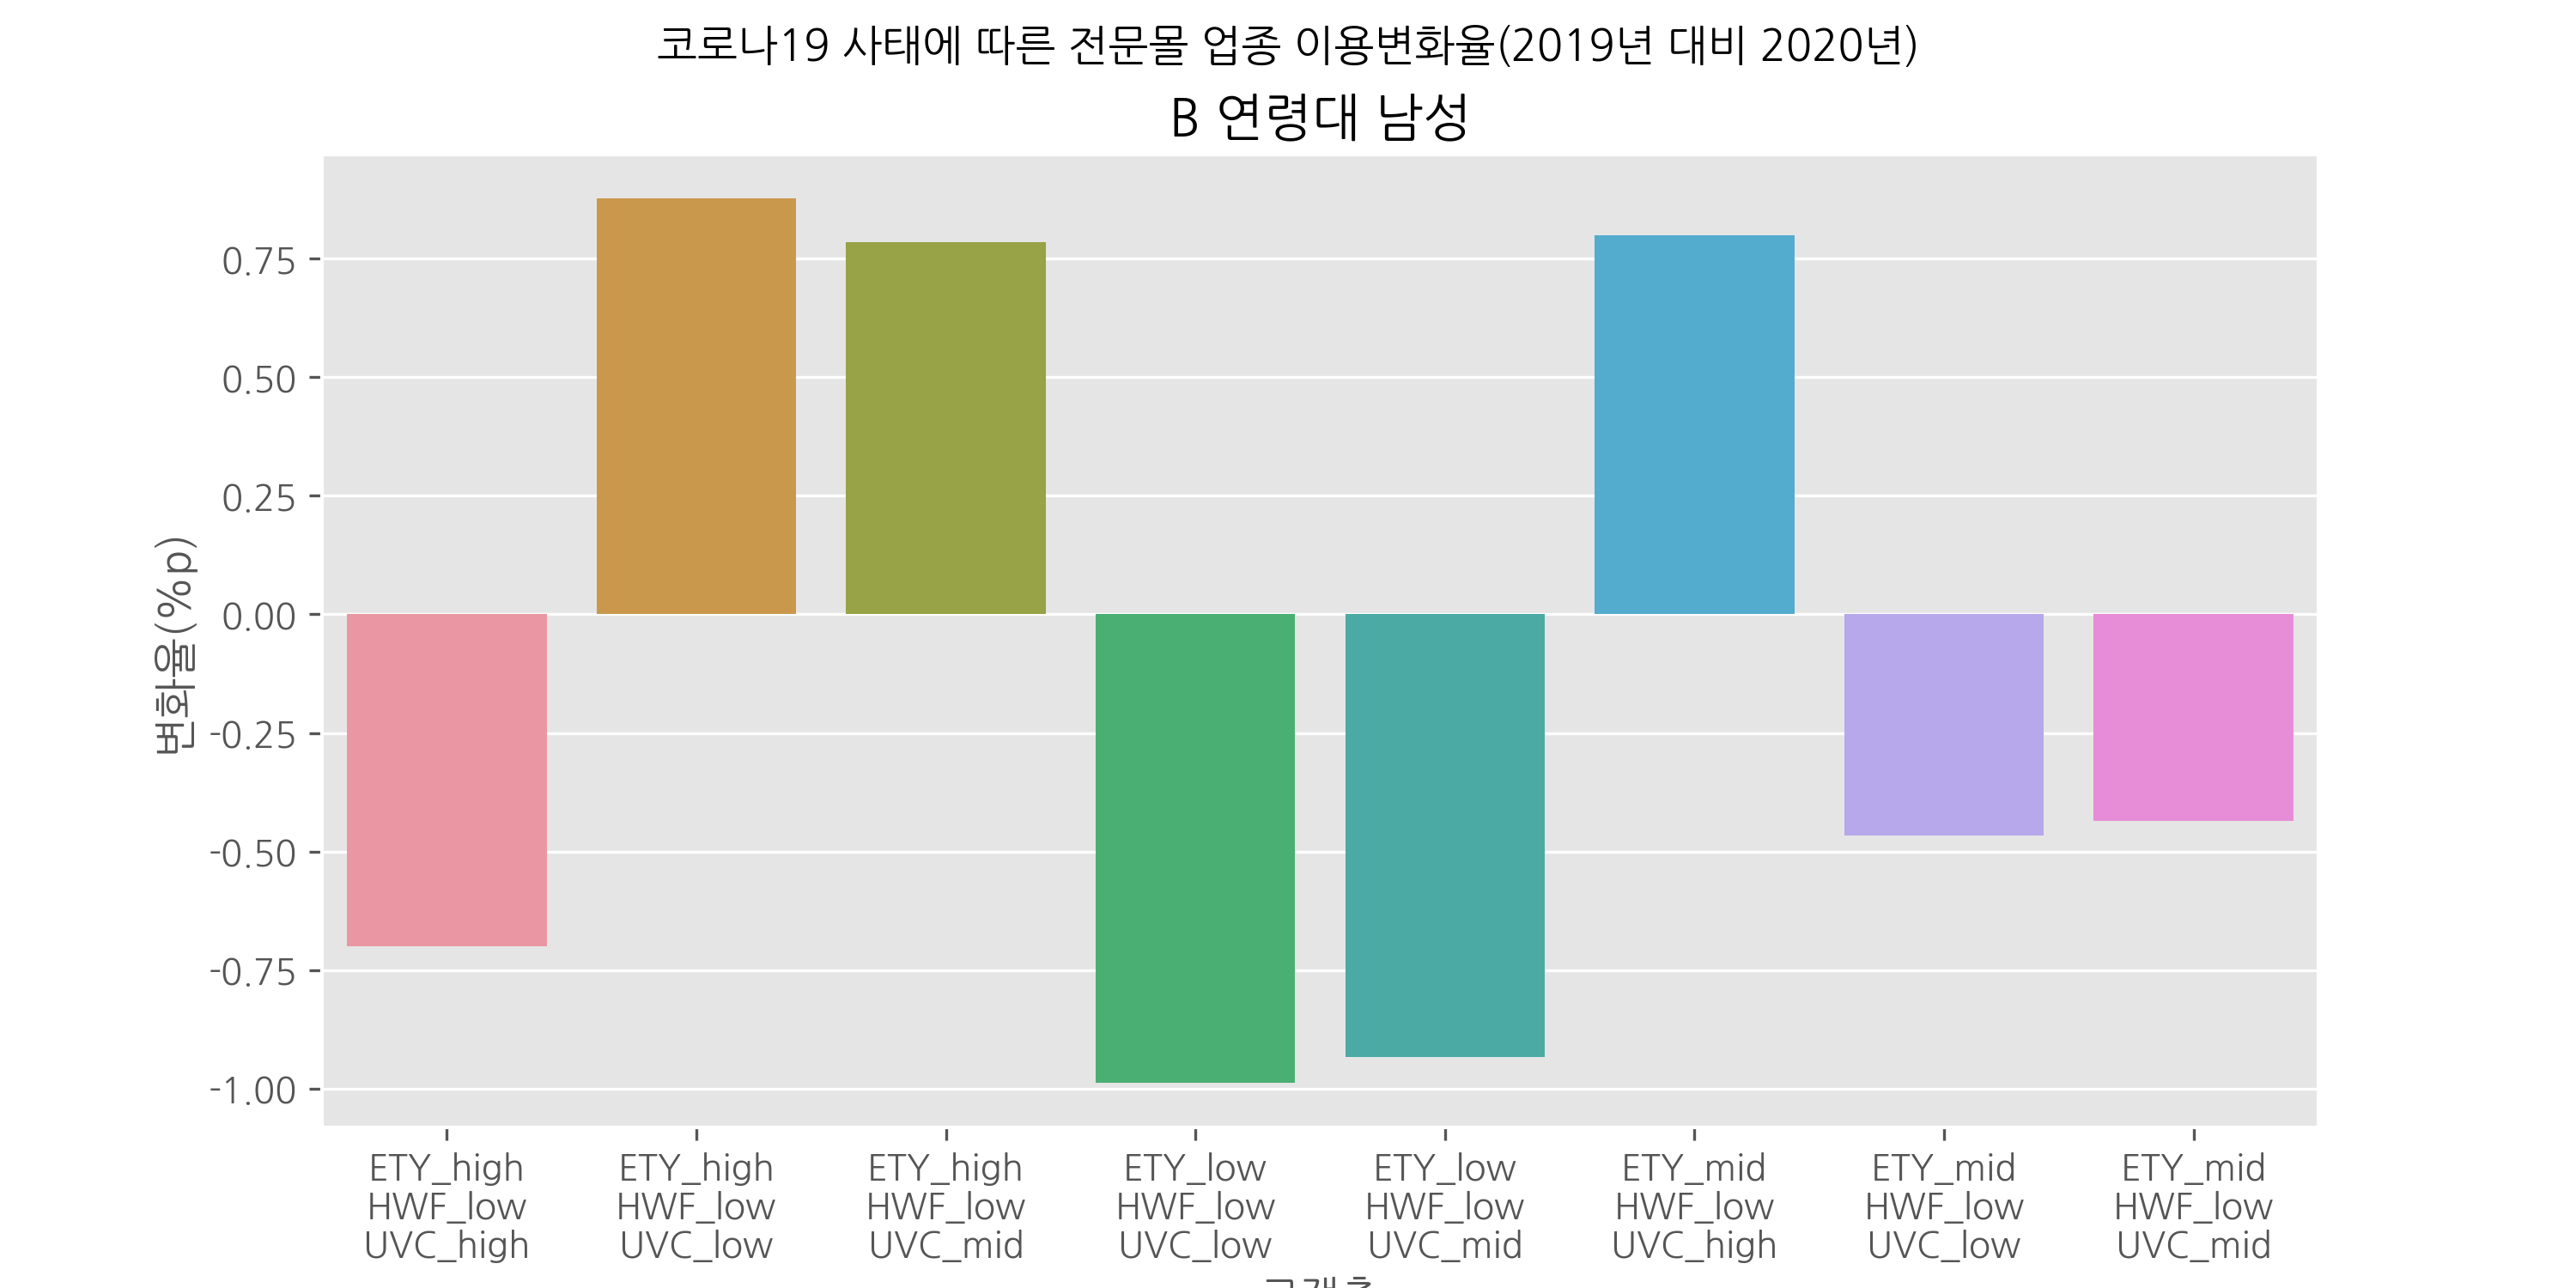 코로나19 사태에 따른 전문몰 업종 이용변화율(2019년 대비 2020년)
B 연령대 남성
변화율(%p)
0.75
0.50
0.25
0.00
-0.25
-0.50
-0.75
-1.00
ETY_high ETY_high ETY_high ETY_low ETY_low ETY_mid ETY_mid ETY_mid
HWF_low HWF_low HWF_low HWF_low HWF_low HWF_low HWF_low HWF_low
UVC_high UVC_low UVC_mid UVC_low UVC_mid UVC_high UVC_low UVC_mid